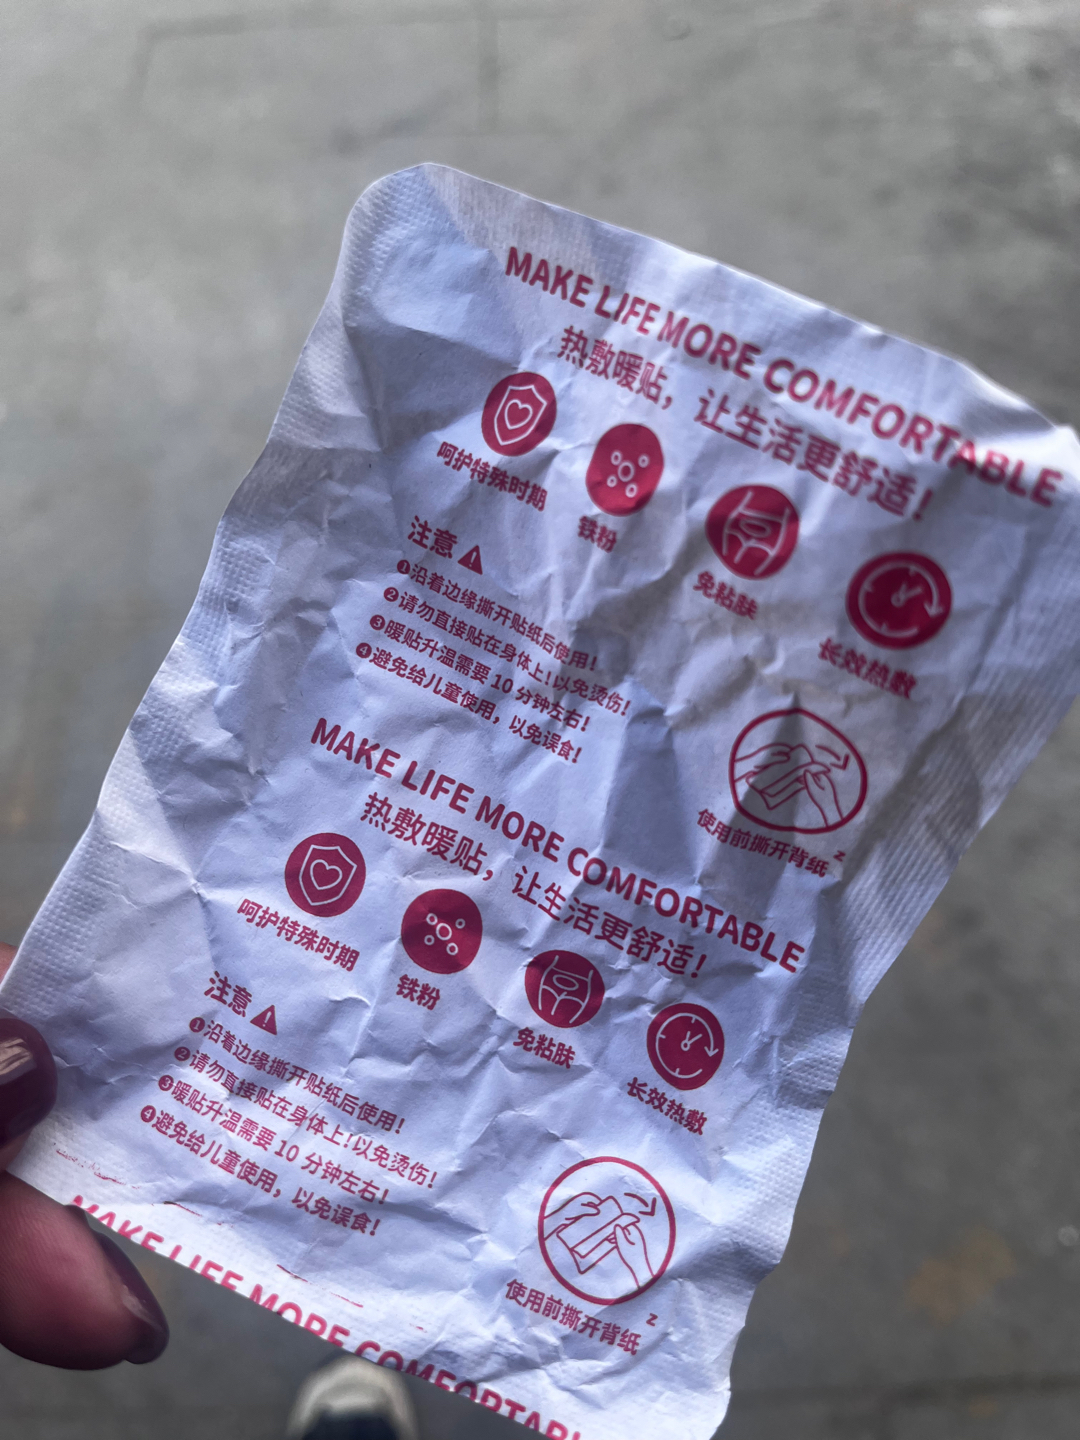 MAKE LIFE MORE COMFORTABLE
热敷暖贴，让生活更舒适！
呵护特殊时期
铁粉
免粘肤
长效热敷
注意
❶沿着边缘撕开贴纸后使用！
❷请勿直接贴在身体上！以免烫伤！
❸暖贴升温需要 10 分钟左右！
❹避免给儿童使用，以免误食！
使用前撕开背纸
z
MAKE LIFE MORE COMFORTABLE
热敷暖贴，让生活更舒适！
呵护特殊时期
铁粉
免粘肤
长效热敷
注意
❶沿着边缘撕开贴纸后使用！
❷请勿直接贴在身体上！以免烫伤！
❸暖贴升温需要 10 分钟左右！
❹避免给儿童使用，以免误食！
使用前撕开背纸
z
MAKE LIFE MORE COMFORTABL